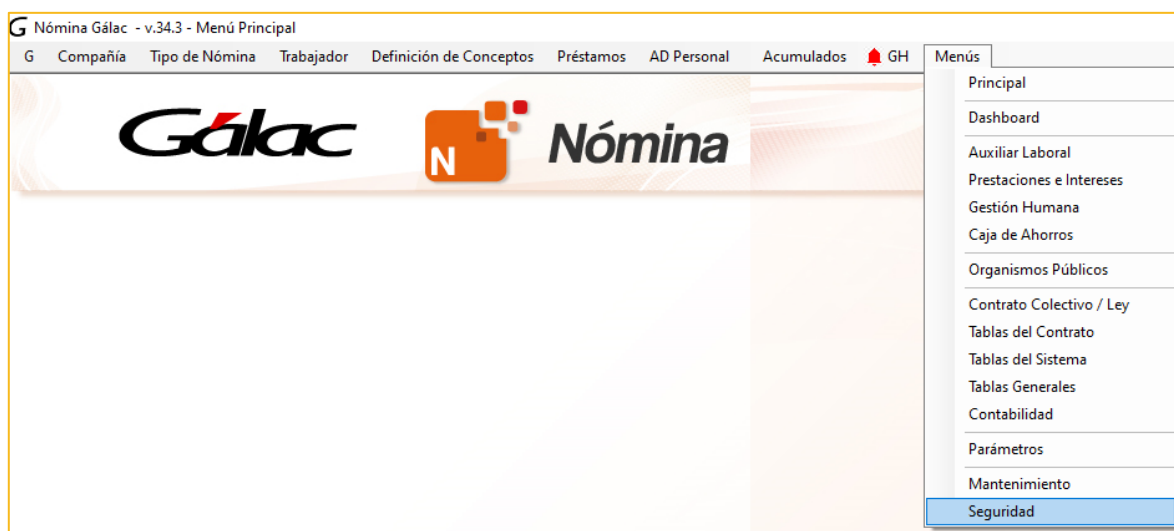 G Nómina Gálac - v.34.3 - Menú Principal
G Compañía Tipo de Nómina Trabajador Definición de Conceptos Préstamos AD Personal Acumulados GH Menús
Principal
Dashboard
Gálac N Nómina
Auxiliar Laboral
Prestaciones e Intereses
Gestión Humana
Caja de Ahorros
Organismos Públicos
Contrato Colectivo / Ley
Tablas del Contrato
Tablas del Sistema
Tablas Generales
Contabilidad
Parámetros
Mantenimiento
Seguridad